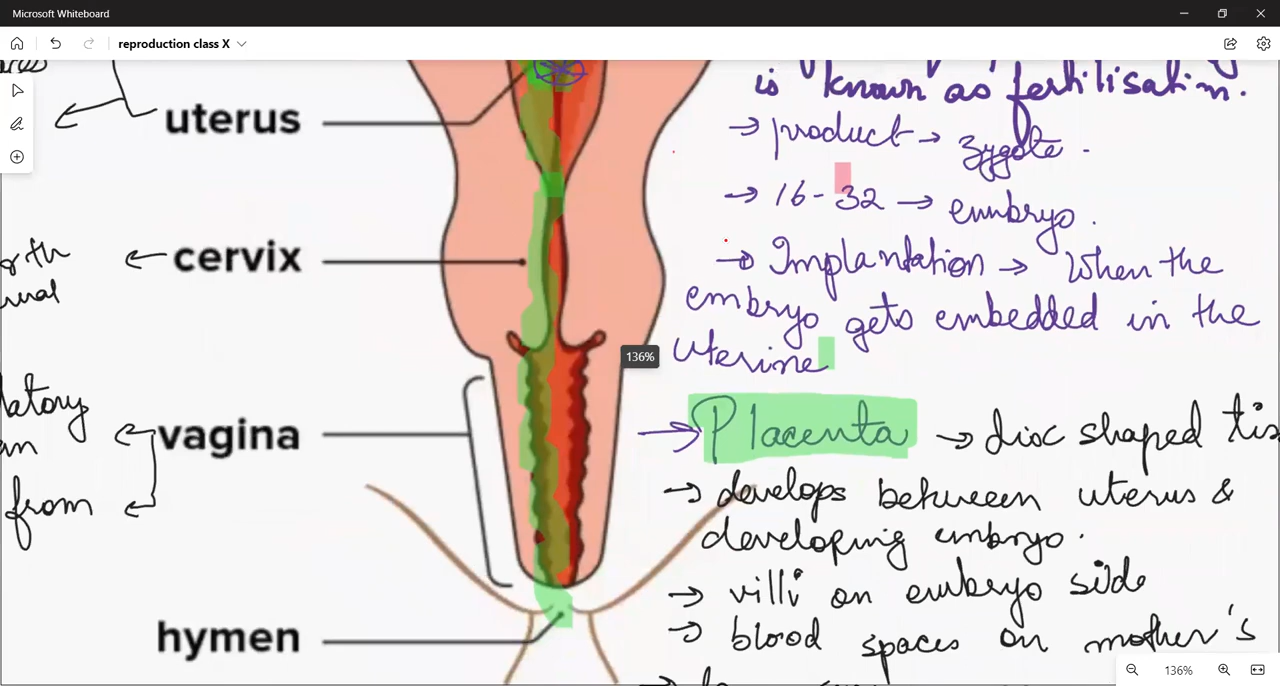 Microsoft Whiteboard
reproduction class X
uterus
cervix
vagina
from
hymen
is known as fertilisation.
→ product → zygote.
→ 16-32 → embryo.
→ Implantation → When the
embryo gets embedded in the
uterine
136%
→ Placenta → disc shaped tis
→ develops between uterus &
developing embryo.
→ villi on embryo side
→ blood spaces on mother's
136%